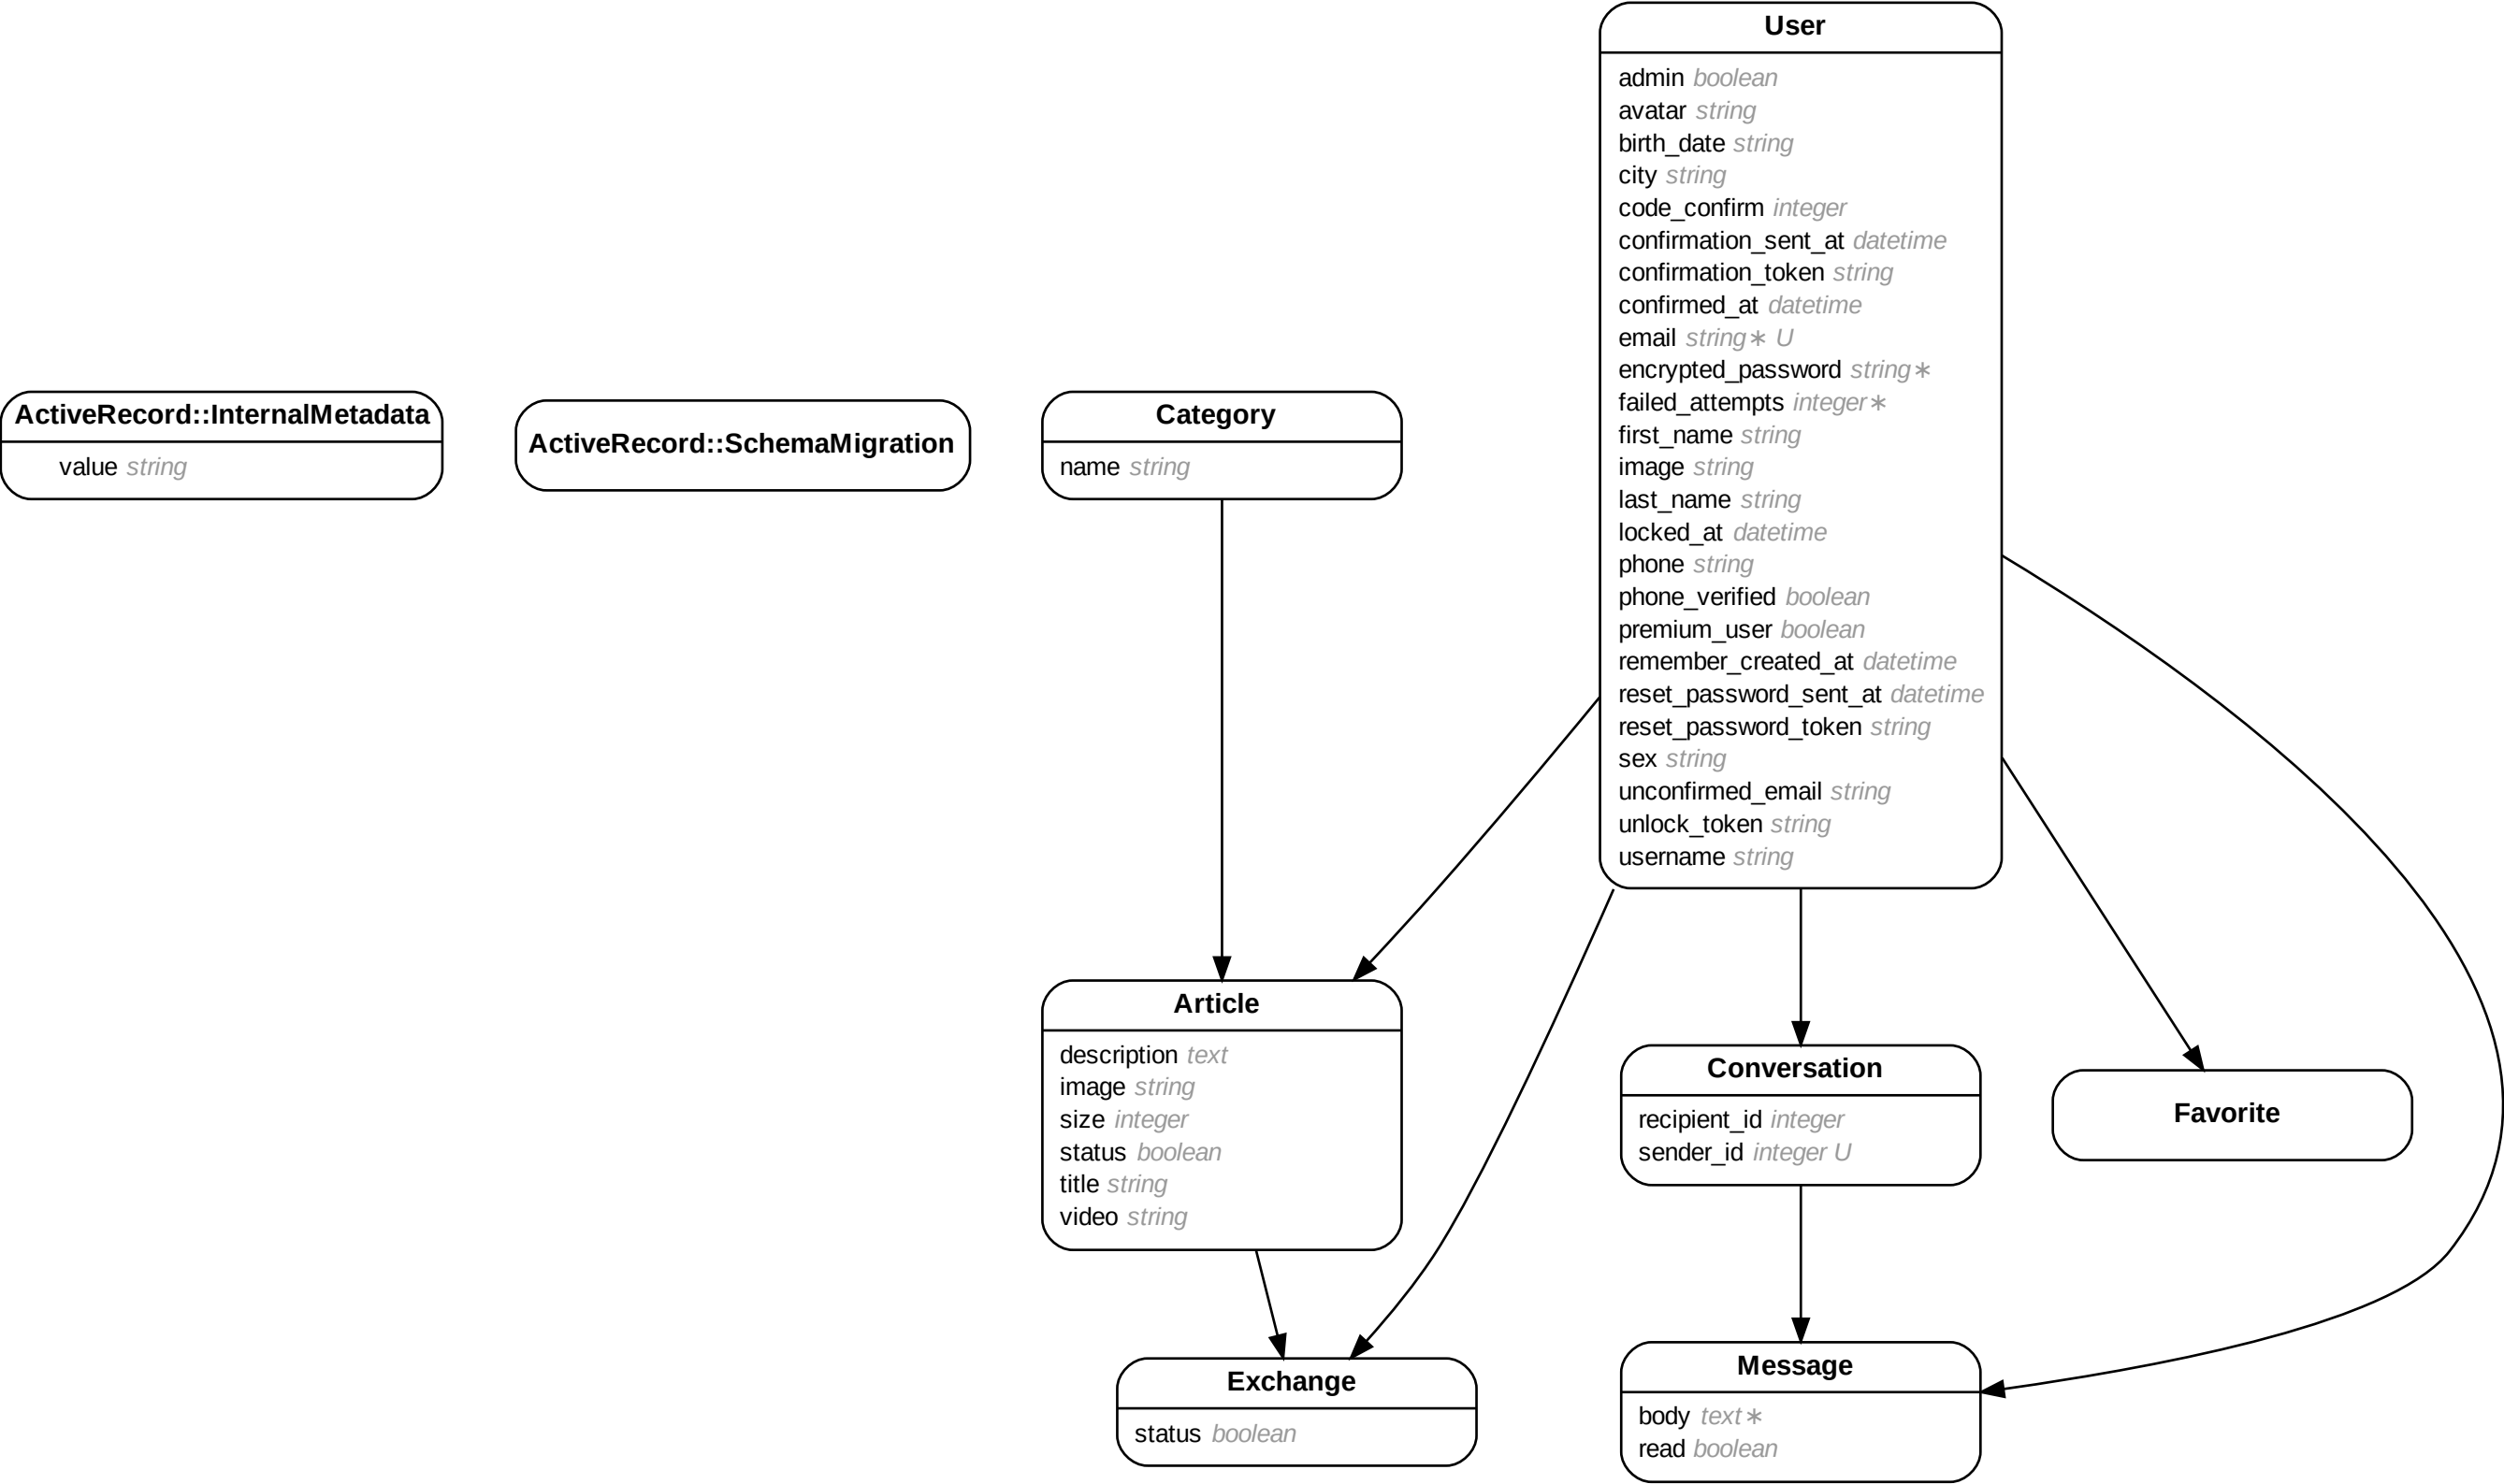 User
admin boolean
avatar string
birth_date string
city string
code_confirm integer
confirmation_sent_at datetime
confirmation_token string
confirmed_at datetime
email string∗ U
encrypted_password string∗
failed_attempts integer∗
first_name string
image string
last_name string
locked_at datetime
phone string
phone_verified boolean
premium_user boolean
remember_created_at datetime
reset_password_sent_at datetime
reset_password_token string
sex string
unconfirmed_email string
unlock_token string
username string
ActiveRecord::InternalMetadata
value string
ActiveRecord::SchemaMigration
Category
name string
Article
description text
image string
size integer
status boolean
title string
video string
Conversation
recipient_id integer
sender_id integer U
Favorite
Exchange
status boolean
Message
body text∗
read boolean